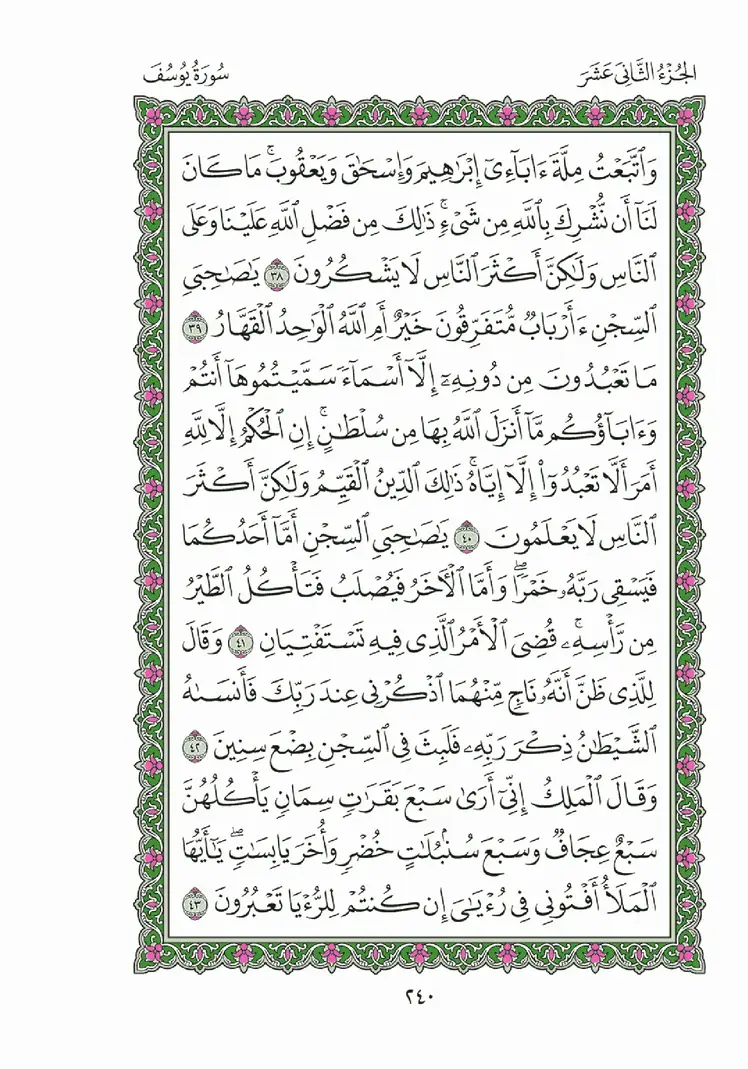 الجُزْءُ الثَّانِيَ عَشَرَ
سُورَةُ يُوسُفَ
وَٱتَّبَعْتُ مِلَّةَ ءَابَآءِىٓ إِبْرَٰهِيمَ وَإِسْحَٰقَ وَيَعْقُوبَۚ مَا كَانَ
لَنَآ أَن نُّشْرِكَ بِٱللَّهِ مِن شَىْءٍۚ ذَٰلِكَ مِن فَضْلِ ٱللَّهِ عَلَيْنَا وَعَلَى
ٱلنَّاسِ وَلَٰكِنَّ أَكْثَرَ ٱلنَّاسِ لَا يَشْكُرُونَ ٣٨ يَٰصَٰحِبَىِ
ٱلسِّجْنِ ءَأَرْبَابٌ مُّتَفَرِّقُونَ خَيْرٌ أَمِ ٱللَّهُ ٱلْوَٰحِدُ ٱلْقَهَّارُ ٣٩
مَا تَعْبُدُونَ مِن دُونِهِۦٓ إِلَّآ أَسْمَآءً سَمَّيْتُمُوهَآ أَنتُمْ
وَءَابَآؤُكُم مَّآ أَنزَلَ ٱللَّهُ بِهَا مِن سُلْطَٰنٍۚ إِنِ ٱلْحُكْمُ إِلَّا لِلَّهِ
أَمَرَ أَلَّا تَعْبُدُوٓا۟ إِلَّآ إِيَّاهُۚ ذَٰلِكَ ٱلدِّينُ ٱلْقَيِّمُ وَلَٰكِنَّ أَكْثَرَ
ٱلنَّاسِ لَا يَعْلَمُونَ ٤٠ يَٰصَٰحِبَىِ ٱلسِّجْنِ أَمَّآ أَحَدُكُمَا
فَيَسْقِى رَبَّهُۥ خَمْرًاۖ وَأَمَّا ٱلْءَاخَرُ فَيُصْلَبُ فَتَأْكُلُ ٱلطَّيْرُ
مِن رَّأْسِهِۦۚ قُضِىَ ٱلْأَمْرُ ٱلَّذِى فِيهِ تَسْتَفْتِيَانِ ٤١ وَقَالَ
لِلَّذِى ظَنَّ أَنَّهُۥ نَاجٍ مِّنْهُمَا ٱذْكُرْنِى عِندَ رَبِّكَ فَأَنسَىٰهُ
ٱلشَّيْطَٰنُ ذِكْرَ رَبِّهِۦ فَلَبِثَ فِى ٱلسِّجْنِ بِضْعَ سِنِينَ ٤٢
وَقَالَ ٱلْمَلِكُ إِنِّىٓ أَرَىٰ سَبْعَ بَقَرَٰتٍ سِمَانٍ يَأْكُلُهُنَّ
سَبْعٌ عِجَافٌ وَسَبْعَ سُنۢبُلَٰتٍ خُضْرٍ وَأُخَرَ يَابِسَٰتٍۖ يَٰٓأَيُّهَا
ٱلْمَلَأُ أَفْتُونِى فِى رُءْيَٰىَ إِن كُنتُمْ لِلرُّءْيَا تَعْبُرُونَ ٤٣
٢٤٠